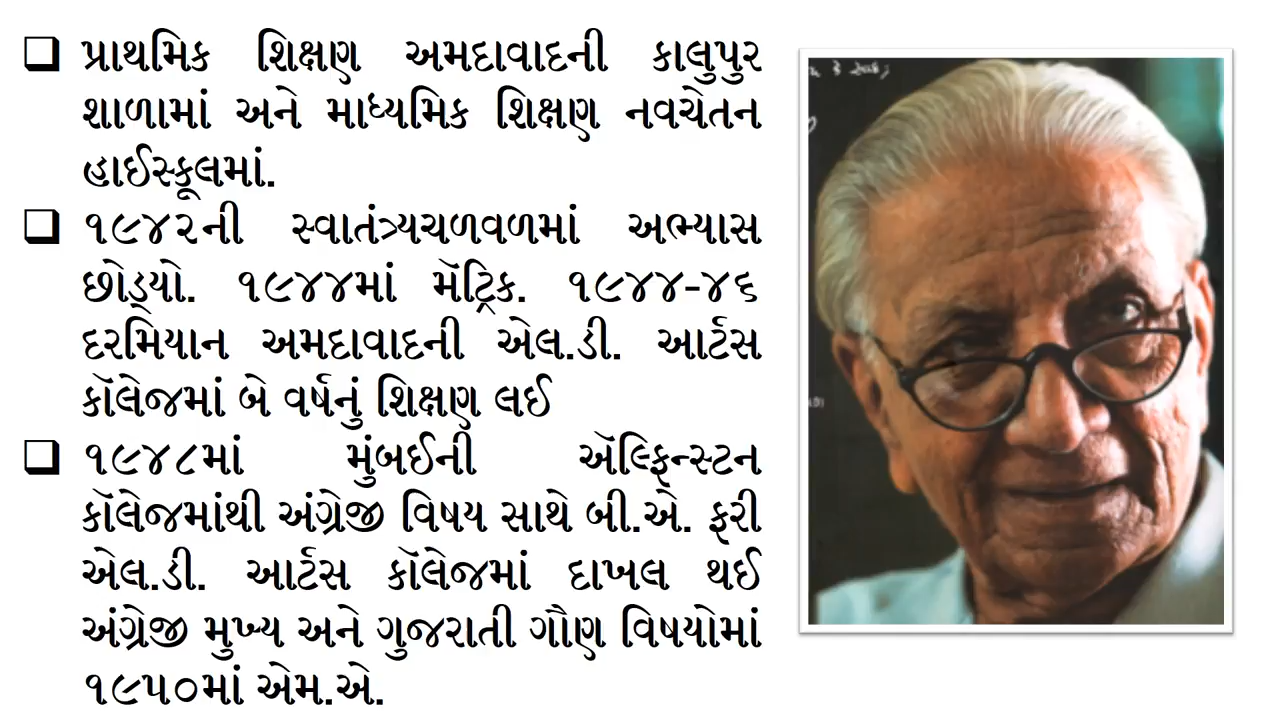 ❑ પ્રાથમિક શિક્ષણ અમદાવાદની કાલુપુર
શાળામાં અને માધ્યમિક શિક્ષણ નવચેતન
હાઈસ્કૂલમાં.
❑ ૧૯૪૨ની સ્વાતંત્ર્યચળવળમાં અભ્યાસ
છોડ્યો. ૧૯૪૪માં મૅટ્રિક. ૧૯૪૪-૪૬
દરમિયાન અમદાવાદની એલ.ડી. આર્ટસ
કૉલેજમાં બે વર્ષનું શિક્ષણ લઈ
❑ ૧૯૪૮માં મુંબઈની ઍલ્ફિન્સ્ટન
કૉલેજમાંથી અંગ્રેજી વિષય સાથે બી.એ. ફરી
એલ.ડી. આર્ટસ કૉલેજમાં દાખલ થઈ
અંગ્રેજી મુખ્ય અને ગુજરાતી ગૌણ વિષયોમાં
૧૯૫૦માં એમ.એ.